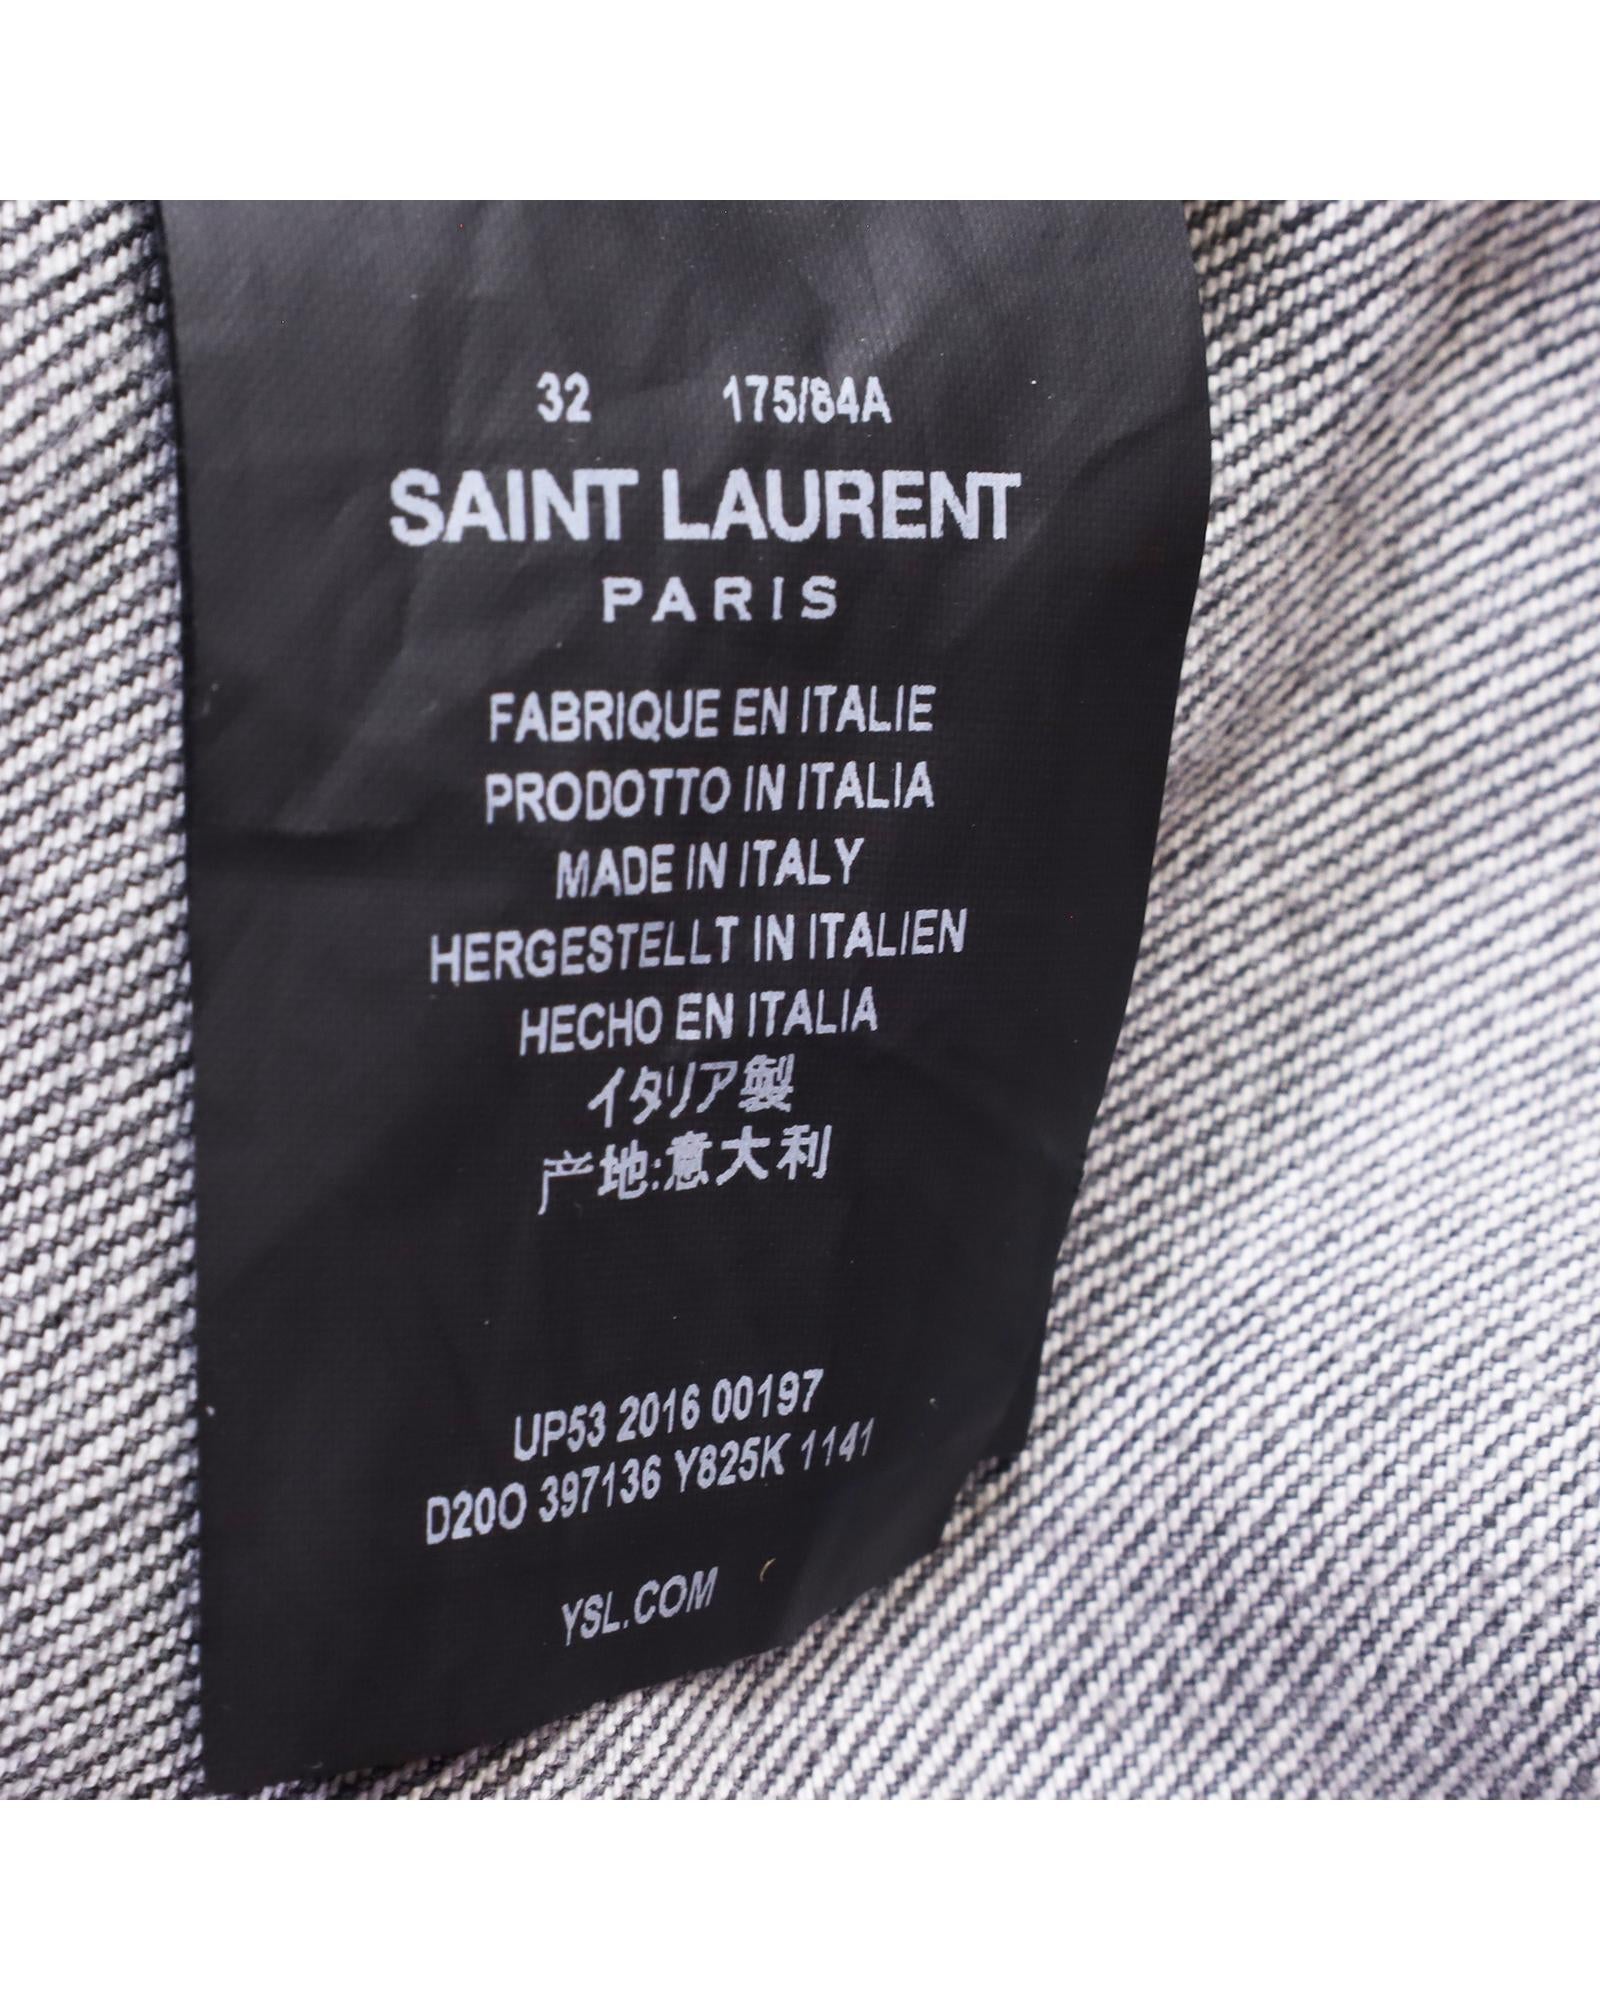 32 175/84A
SAINT LAURENT
PARIS
FABRIQUE EN ITALIE
PRODOTTO IN ITALIA
MADE IN ITALY
HERGESTELLT IN ITALIEN
HECHO EN ITALIA
イタリア製
产地:意大利
UP53 2016 00197
D20O 397136 Y825K 1141
YSL.COM